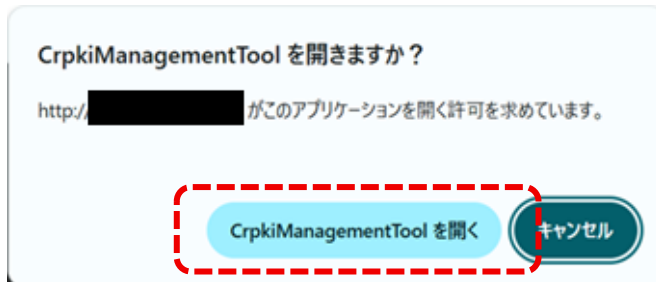 CrpkiManagementTool を開きますか？
http:// がこのアプリケーションを開く許可を求めています。
CrpkiManagementTool を開く キャンセル